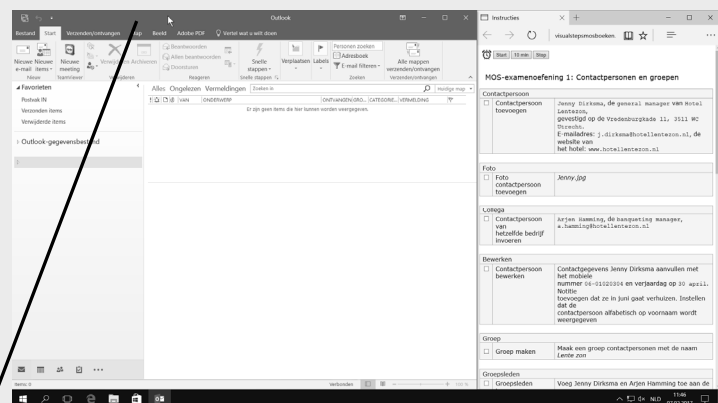 Outlook
Bestand Start Verzenden/ontvangen Map Beeld Adobe PDF Vertel wat u wilt doen
Nieuwe e-mail
Nieuwe items
Nieuwe meeting
Verwijderen
Archiveren
Beantwoorden
Allen beantwoorden
Doorsturen
Snelle stappen
Verplaatsen
Labels
Personen zoeken
Adresboek
E-mail filteren
Alle mappen verzenden/ontvangen
Nieuw
Reageren
Snelle stappen
Zoeken
Verzenden/ontvangen
Favorieten
Postvak IN
Verzonden items
Verwijderde items
Outlook-gegevensbestand
Alles Ongelezen Vermeldingen Zoeken in Huidige map
VAN ONDERWERP ONTVANGEN GRO... CATEGORIE... VERMELDING
Er zijn geen items die hier kunnen worden weergegeven.
Items: 0
Verbonden
100 %
Instructies
visualstepsmosboeken.
Start 10 min Stop
MOS-examenoefening 1: Contactpersonen en groepen
Contactpersoon
Contactpersoon toevoegen
Jenny Dirksma, de general manager van Hotel
Lentezon,
gevestigd op de Vredenburgkade 11, 3511 WC
Utrecht.
E-mailadres: j.dirksma@hotellentezon.nl, de
website van
het hotel: www.hotellentezon.nl
Foto
Foto contactpersoon toevoegen
Jenny.jpg
Collega
Contactpersoon van hetzelfde bedrijf invoeren
Arjen Hamming, de banqueting manager,
a.hamming@hotellentezon.nl
Bewerken
Contactpersoon bewerken
Contactgegevens Jenny Dirksma aanvullen met
het mobiele
nummer 06-01020304 en verjaardag op 30 april.
Notitie
toevoegen dat ze in juni gaat verhuizen. Instellen
dat de
contactpersoon alfabetisch op voornaam wordt
weergegeven
Groep
Groep maken
Maak een groep contactpersonen met de naam
Lente zon
Groepsleden
Groepsleden
Voeg Jenny Dirksma en Arjen Hamming toe aan de
NLD
11:46